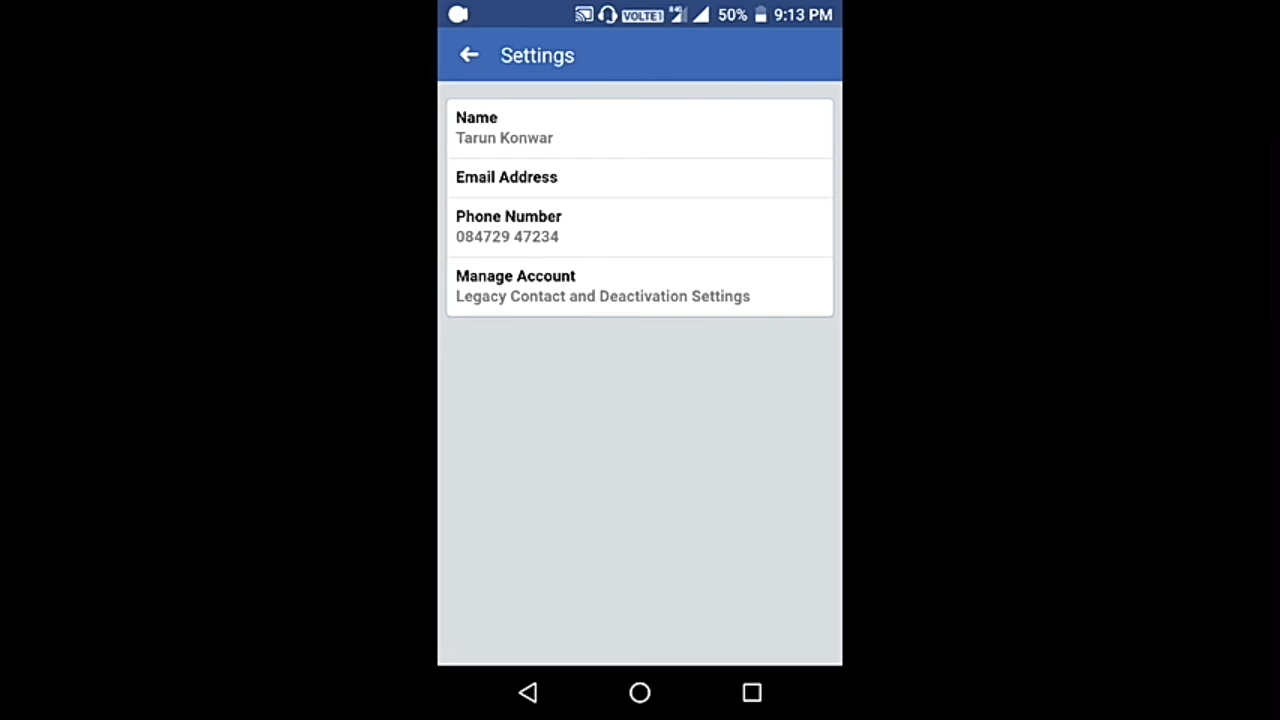 VOLTE1 50% 9:13 PM
Settings
Name
Tarun Konwar
Email Address
Phone Number
084729 47234
Manage Account
Legacy Contact and Deactivation Settings